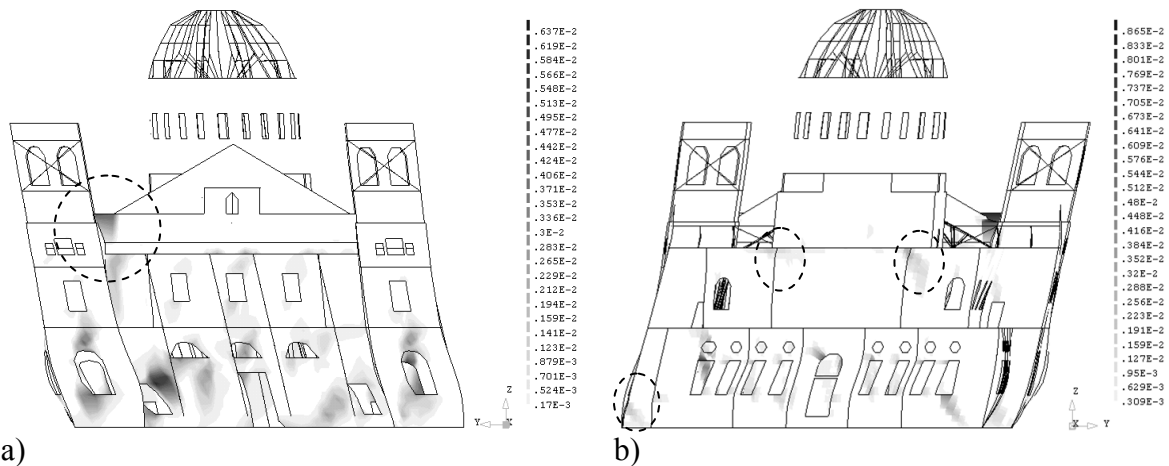 .637E-2
.619E-2
.584E-2
.566E-2
.548E-2
.513E-2
.495E-2
.477E-2
.442E-2
.424E-2
.406E-2
.371E-2
.353E-2
.336E-2
.3E-2
.283E-2
.265E-2
.229E-2
.212E-2
.194E-2
.159E-2
.141E-2
.123E-2
.879E-3
.701E-3
.524E-3
.17E-3
Z
Y X
a)
.865E-2
.833E-2
.801E-2
.769E-2
.737E-2
.705E-2
.673E-2
.641E-2
.609E-2
.576E-2
.544E-2
.512E-2
.48E-2
.448E-2
.416E-2
.384E-2
.352E-2
.32E-2
.288E-2
.256E-2
.223E-2
.191E-2
.159E-2
.127E-2
.95E-3
.629E-3
.309E-3
Z
X Y
b)